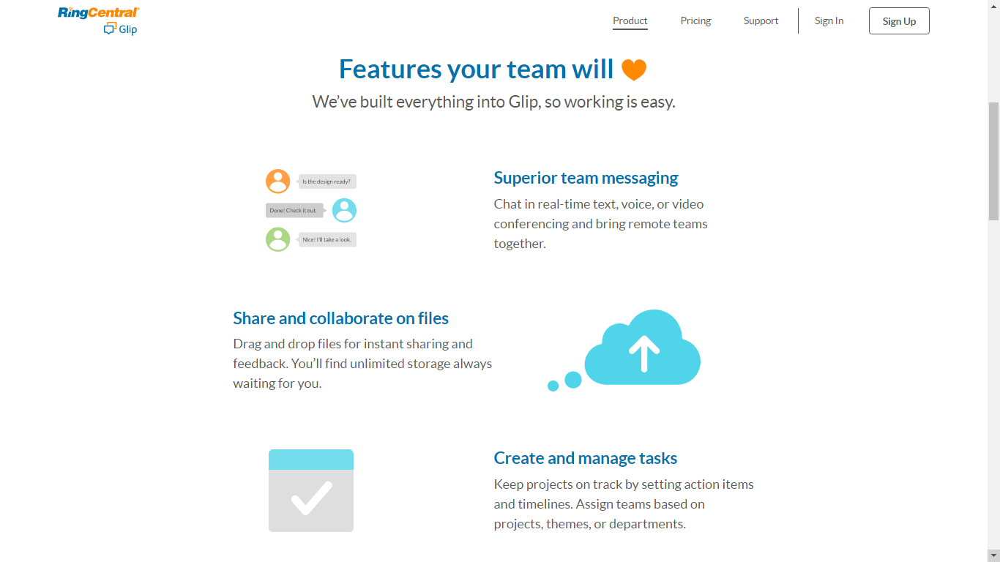 RingCentral®
Glip
Product
Pricing
Support
Sign In
Sign Up
Features your team will
We’ve built everything into Glip, so working is easy.
Is the design ready?
Done! Check it out.
Nice! I’ll take a look.
Superior team messaging
Chat in real-time text, voice, or video
conferencing and bring remote teams
together.
Share and collaborate on files
Drag and drop files for instant sharing and
feedback. You’ll find unlimited storage always
waiting for you.
Create and manage tasks
Keep projects on track by setting action items
and timelines. Assign teams based on
projects, themes, or departments.